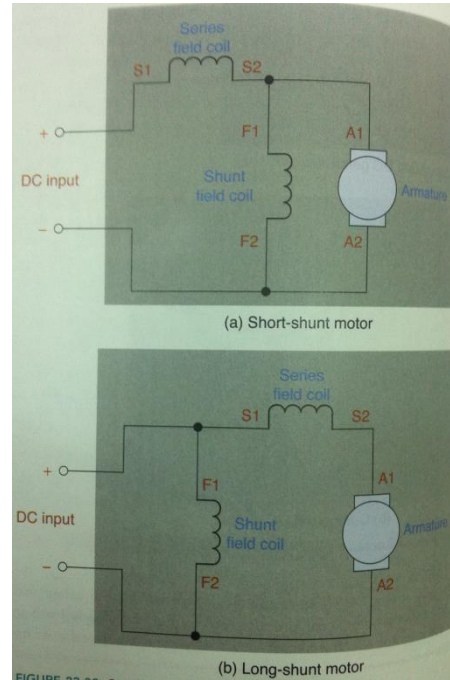 Series
field coil
S1 S2
F1 A1
+
DC input
Shunt
field coil
Armature
−
F2 A2
(a) Short-shunt motor
Series
field coil
S1 S2
A1
+
F1
DC input
Shunt
field coil
Armature
−
F2
A2
(b) Long-shunt motor
FIGURE